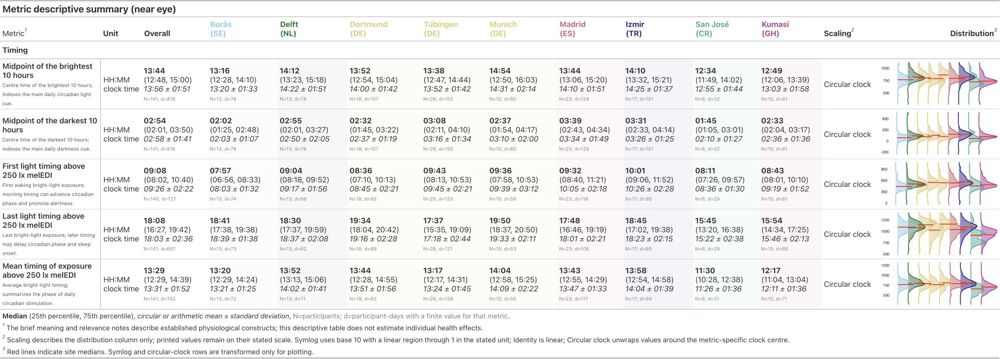 Metric descriptive summary (near eye)
Metric1 Unit Overall Borås (SE) Delft (NL) Dortmund (DE) Tübingen (DE) Munich (DE) Madrid (ES) Izmir (TR) San José (CR) Kumasi (GH) Scaling2 Distribution3
Timing
Midpoint of the brightest 10 hours
Centre time of the brightest 10 hours; indexes the main daily circadian light cue.
HH:MM clock time
13:44 13:16 14:12 13:52 13:38 14:54 13:44 14:10 12:34 12:49
(12:48, 15:00) (12:28, 14:10) (13:23, 15:18) (12:54, 15:04) (12:47, 14:44) (12:50, 16:03) (13:06, 15:20) (13:32, 15:21) (11:49, 14:02) (12:06, 13:39)
13:56 ± 01:51 13:20 ± 01:33 14:22 ± 01:51 14:00 ± 01:42 13:52 ± 01:42 14:31 ± 02:14 14:10 ± 01:51 14:25 ± 01:37 12:55 ± 01:44 13:03 ± 01:58
N=141; d=816 N=13; d=78 N=13; d=78 N=18; d=107 N=26; d=150 N=10; d=60 N=23; d=129 N=17; d=101 N=6; d=32 N=15; d=81
Circular clock
1000
750
500
Midpoint of the darkest 10 hours
Centre time of the darkest 10 hours; indexes the main daily darkness cue.
HH:MM clock time
02:54 02:02 02:55 02:32 03:08 02:37 03:39 03:31 01:45 02:33
(02:01, 03:50) (01:25, 02:48) (02:01, 03:27) (01:45, 03:22) (02:11, 04:10) (01:54, 04:17) (02:43, 04:34) (02:33, 04:14) (01:05, 03:01) (02:04, 03:17)
02:58 ± 01:41 02:03 ± 01:07 02:50 ± 02:05 02:37 ± 01:19 03:16 ± 01:34 03:10 ± 02:00 03:34 ± 01:49 03:26 ± 01:25 02:10 ± 01:27 02:36 ± 01:36
N=141; d=816 N=13; d=78 N=13; d=78 N=18; d=107 N=26; d=150 N=10; d=60 N=23; d=129 N=17; d=101 N=6; d=32 N=15; d=81
Circular clock
600
300
0
-300
First light timing above 250 lx melEDI
First waking bright-light exposure; morning timing can advance circadian phase and promote alertness.
HH:MM clock time
09:08 07:57 09:04 08:36 09:43 09:36 09:32 10:01 08:11 08:43
(08:02, 10:40) (06:56, 08:33) (08:18, 09:52) (07:10, 10:13) (08:13, 10:53) (07:58, 10:53) (08:40, 11:21) (09:06, 11:52) (07:26, 09:57) (08:01, 10:10)
09:26 ± 02:22 08:03 ± 01:32 09:17 ± 01:56 08:45 ± 02:21 09:45 ± 02:21 09:39 ± 03:12 10:05 ± 02:18 10:26 ± 02:28 08:36 ± 01:30 09:19 ± 01:52
N=140; d=727 N=13; d=74 N=13; d=68 N=18; d=93 N=25; d=133 N=10; d=56 N=23; d=118 N=17; d=95 N=6; d=29 N=15; d=61
Circular clock
900
600
300
0
Last light timing above 250 lx melEDI
Last bright-light exposure; later timing may delay circadian phase and sleep onset.
HH:MM clock time
18:08 18:41 18:30 19:34 17:37 19:50 17:48 18:45 15:45 15:54
(16:27, 19:42) (17:38, 19:38) (17:37, 19:59) (18:04, 20:42) (15:35, 19:09) (18:37, 20:50) (16:46, 19:19) (17:02, 19:38) (13:20, 16:38) (14:34, 17:25)
18:03 ± 02:36 18:39 ± 01:38 18:37 ± 02:08 19:16 ± 02:28 17:18 ± 02:44 19:33 ± 02:11 18:01 ± 02:21 18:23 ± 02:15 15:22 ± 02:38 15:46 ± 02:13
N=141; d=687 N=13; d=73 N=13; d=62 N=18; d=89 N=26; d=121 N=10; d=53 N=23; d=106 N=17; d=89 N=6; d=28 N=15; d=66
Circular clock
1250
1000
750
500
Mean timing of exposure above 250 lx melEDI
Average bright-light timing; summarizes the phase of daily circadian stimulation.
HH:MM clock time
13:29 13:20 13:52 13:44 13:17 14:04 13:43 13:58 11:30 12:17
(12:29, 14:39) (12:29, 14:24) (13:13, 15:06) (12:28, 14:55) (12:17, 14:31) (12:58, 15:25) (12:55, 14:29) (12:54, 14:58) (10:28, 12:38) (11:04, 13:04)
13:31 ± 01:52 13:21 ± 01:25 14:02 ± 01:41 13:51 ± 01:56 13:24 ± 01:45 14:09 ± 02:22 13:47 ± 01:33 14:04 ± 01:39 11:26 ± 01:36 12:11 ± 01:36
N=141; d=742 N=13; d=72 N=13; d=71 N=18; d=93 N=26; d=138 N=10; d=55 N=23; d=117 N=17; d=94 N=6; d=31 N=15; d=71
Circular clock
1250
1000
750
500
Median (25th percentile, 75th percentile), circular or arithmetic mean ± standard deviation, N=participants; d=participant-days with a finite value for that metric.
1 The brief meaning and relevance notes describe established physiological constructs; this descriptive table does not estimate individual health effects.
2 Scaling describes the distribution column only; printed values remain on their stated scale. Symlog uses base 10 with a linear region through 1 in the stated unit; Identity is linear; Circular clock unwraps values around the metric-specific clock centre.
3 Red lines indicate site medians. Symlog and circular-clock rows are transformed only for plotting.